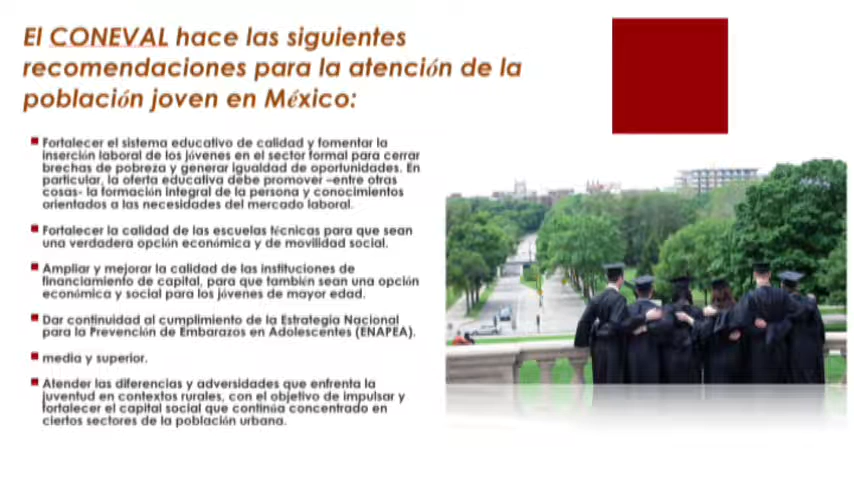 El CONEVAL hace las siguientes
recomendaciones para la atención de la
población joven en México:
Fortalecer el sistema educativo de calidad y fomentar la
inserción laboral de los jóvenes en el sector formal para cerrar
brechas de pobreza y generar igualdad de oportunidades. En
particular, la oferta educativa debe promover –entre otras
cosas- la formación integral de la persona y conocimientos
orientados a las necesidades del mercado laboral.
Fortalecer la calidad de las escuelas técnicas para que sean
una verdadera opción económica y de movilidad social.
Ampliar y mejorar la calidad de las instituciones de
financiamiento de capital, para que también sean una opción
económica y social para los jóvenes de mayor edad.
Dar continuidad al cumplimiento de la Estrategia Nacional
para la Prevención de Embarazos en Adolescentes (ENAPEA).
media y superior.
Atender las diferencias y adversidades que enfrenta la
juventud en contextos rurales, con el objetivo de impulsar y
fortalecer el capital social que continúa concentrado en
ciertos sectores de la población urbana.